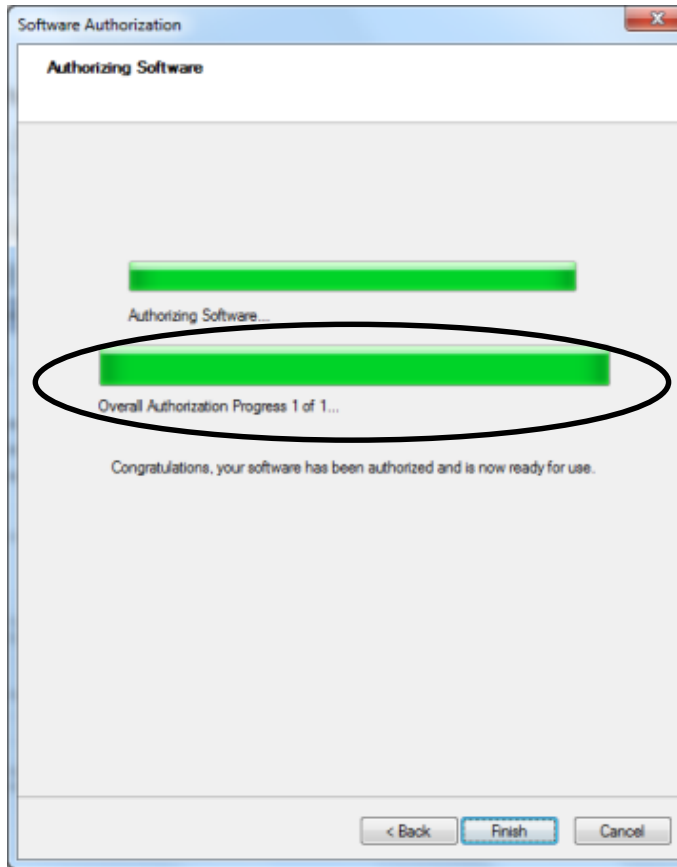 Software Authorization
Authorizing Software
Authorizing Software...
Overall Authorization Progress 1 of 1...
Congratulations, your software has been authorized and is now ready for use.
< Back Finish Cancel